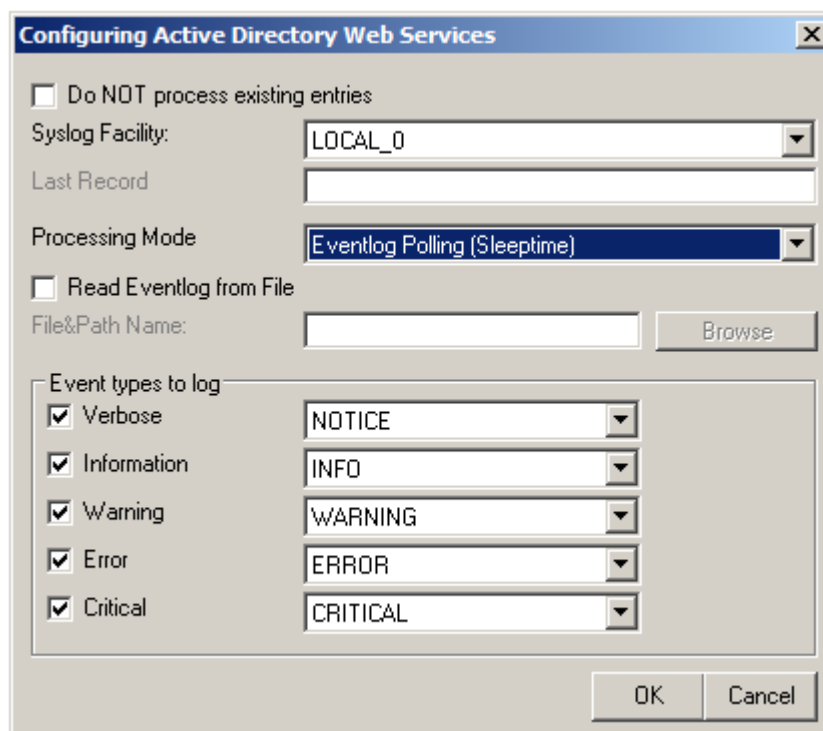 Configuring Active Directory Web Services
Do NOT process existing entries
Syslog Facility: LOCAL_0
Last Record
Processing Mode Eventlog Polling (Sleeptime)
Read Eventlog from File
File&Path Name: Browse
Event types to log
Verbose NOTICE
Information INFO
Warning WARNING
Error ERROR
Critical CRITICAL
OK Cancel